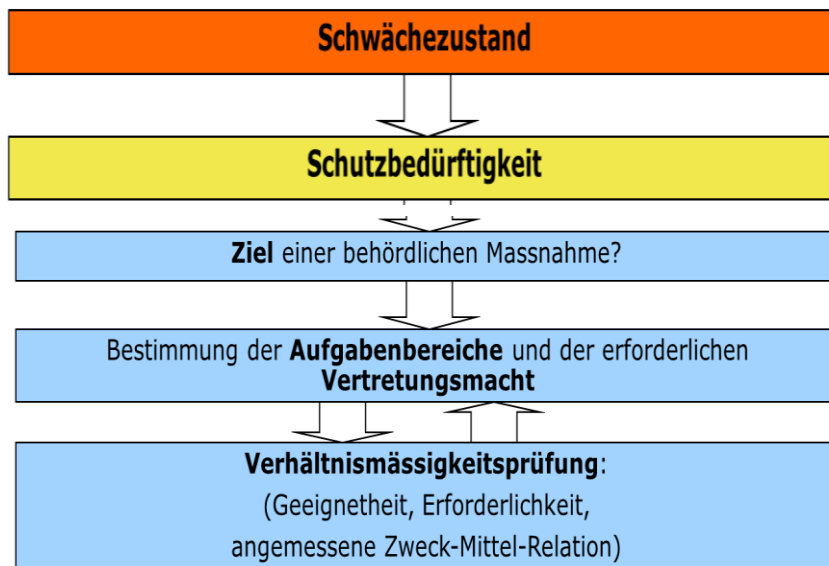 Schwächezustand
Schutzbedürftigkeit
Ziel einer behördlichen Massnahme?
Bestimmung der Aufgabenbereiche und der erforderlichen
Vertretungsmacht
Verhältnismässigkeitsprüfung:
(Geeignetheit, Erforderlichkeit,
angemessene Zweck-Mittel-Relation)